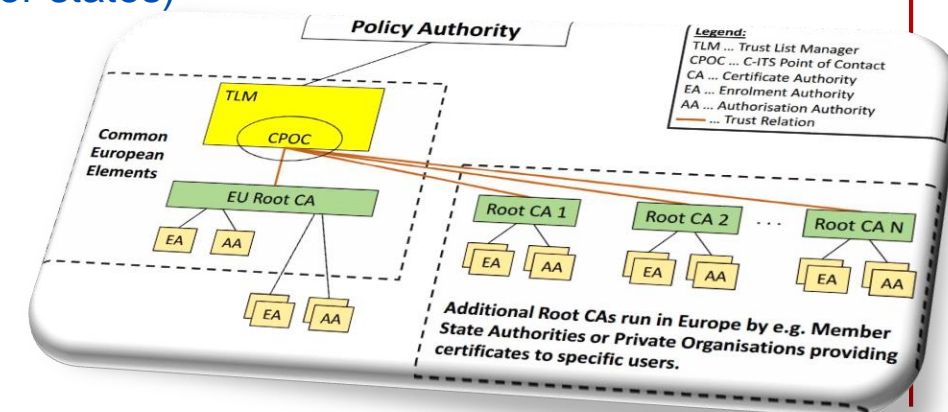 or states)
Policy Authority
Legend:
TLM ... Trust List Manager
CPOC ... C-ITS Point of Contact
CA ... Certificate Authority
EA ... Enrolment Authority
AA ... Authorisation Authority
... Trust Relation
TLM
CPOC
Common
European
Elements
EU Root CA
EA
AA
EA
AA
Root CA 1
Root CA 2
...
Root CA N
EA
AA
EA
AA
EA
AA
Additional Root CAs run in Europe by e.g. Member
State Authorities or Private Organisations providing
certificates to specific users.